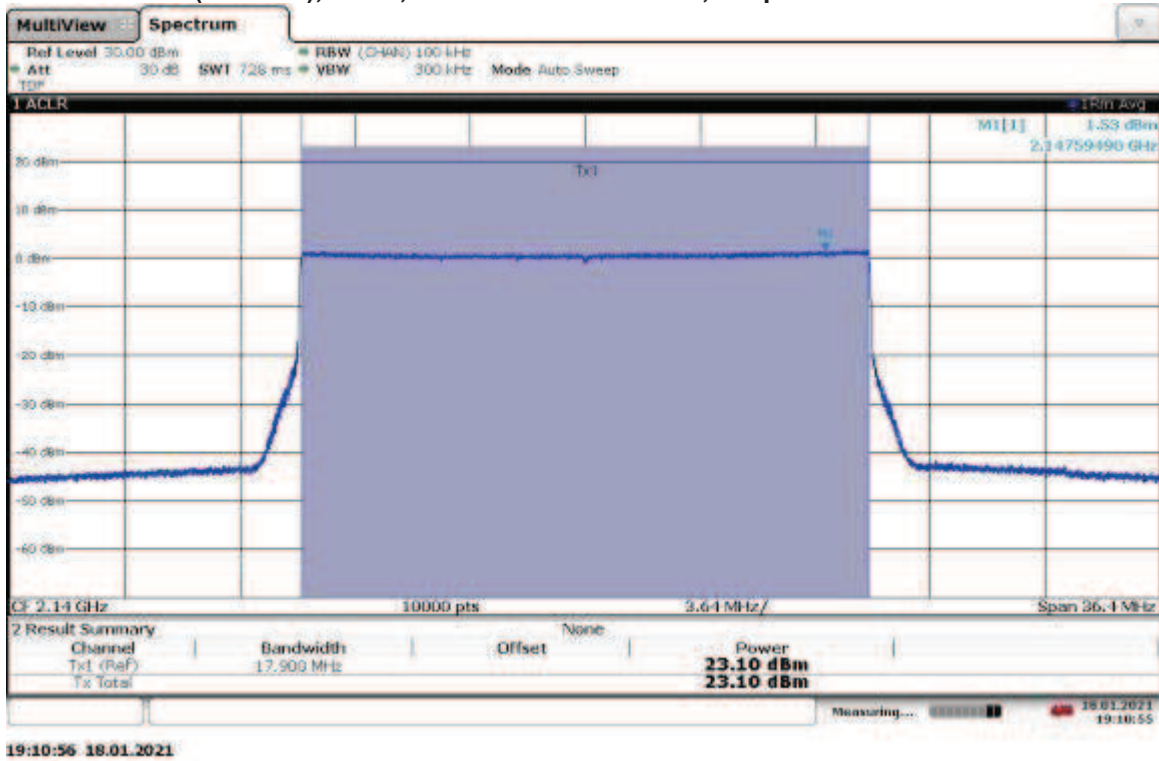 MultiView Spectrum
Ref Level 30.00 dBm RBW (CHAN) 100 kHz
Att 30 dB SWT 728 ms VBW 300 kHz Mode Auto Sweep
TDF
1 ACLR 1Rm Avg
M1[1] 1.53 dBm
2.14759490 GHz
Tx1
20 dBm
10 dBm
M1
0 dBm
-10 dBm
-20 dBm
-30 dBm
-40 dBm
-50 dBm
-60 dBm
CF 2.14 GHz 10000 pts 3.64 MHz/ Span 36.4 MHz
2 Result Summary None
Channel Bandwidth Offset Power
Tx1 (Ref) 17.900 MHz 23.10 dBm
Tx Total 23.10 dBm
Measuring... 18.01.2021
19:10:55
19:10:56 18.01.2021